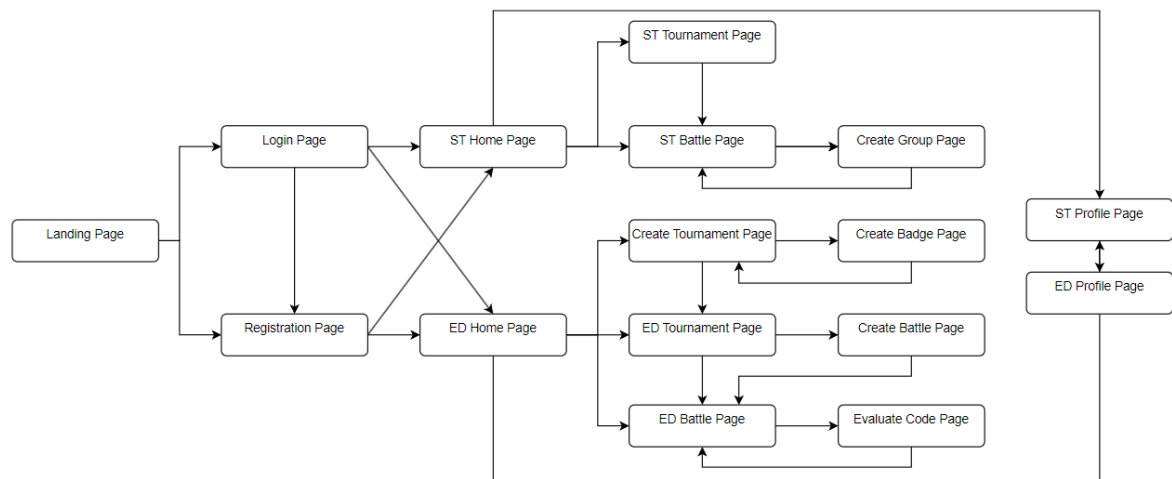 ST Tournament Page
Login Page
ST Home Page
ST Battle Page
Create Group Page
Landing Page
ST Profile Page
Create Tournament Page
Create Badge Page
ED Profile Page
Registration Page
ED Home Page
ED Tournament Page
Create Battle Page
ED Battle Page
Evaluate Code Page